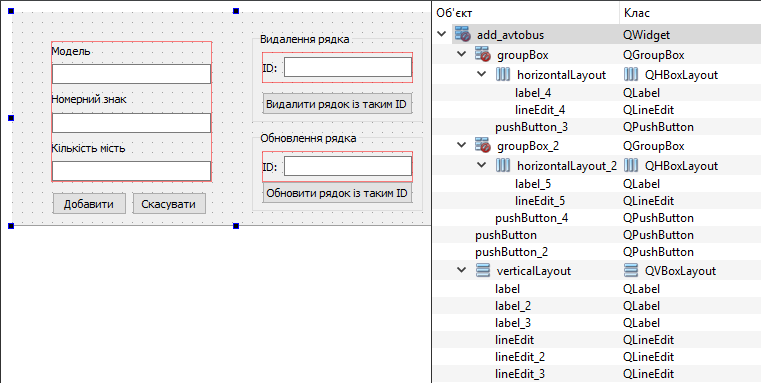 Модель
Номерний знак
Кількість мість
Добавити
Скасувати
Видалення рядка
ID:
Видалити рядок із таким ID
Обновлення рядка
ID:
Обновити рядок із таким ID
Об'єкт Клас
add_avtobus QWidget
groupBox QGroupBox
horizontalLayout QHBoxLayout
label_4 QLabel
lineEdit_4 QLineEdit
pushButton_3 QPushButton
groupBox_2 QGroupBox
horizontalLayout_2 QHBoxLayout
label_5 QLabel
lineEdit_5 QLineEdit
pushButton_4 QPushButton
pushButton QPushButton
pushButton_2 QPushButton
verticalLayout QVBoxLayout
label QLabel
label_2 QLabel
label_3 QLabel
lineEdit QLineEdit
lineEdit_2 QLineEdit
lineEdit_3 QLineEdit